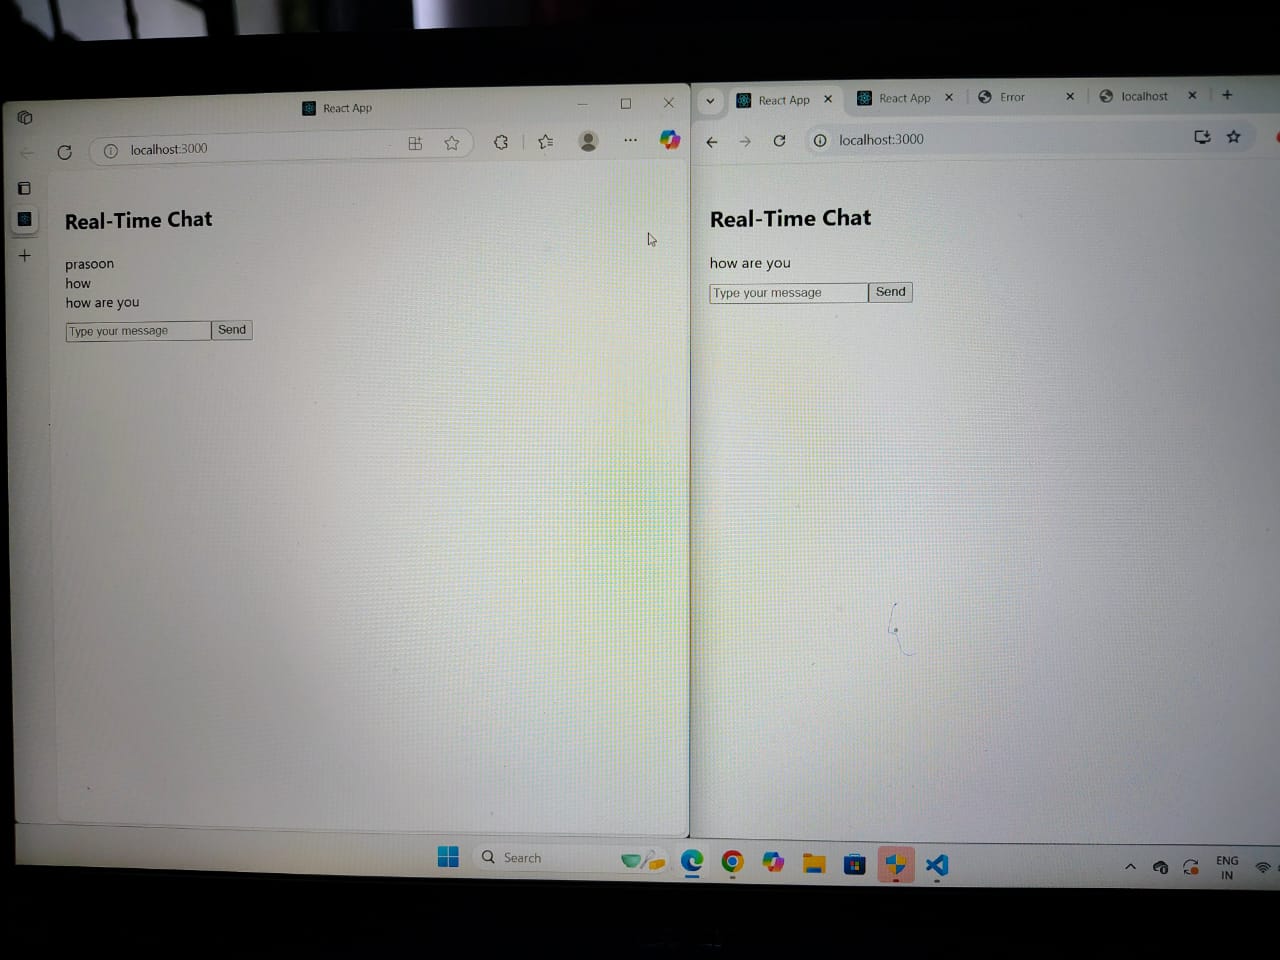 React App
localhost:3000
Real-Time Chat
prasoon
how
how are you
Type your message
Send
React App
React App
Error
localhost
localhost:3000
Real-Time Chat
how are you
Type your message
Send
Search
ENG
IN